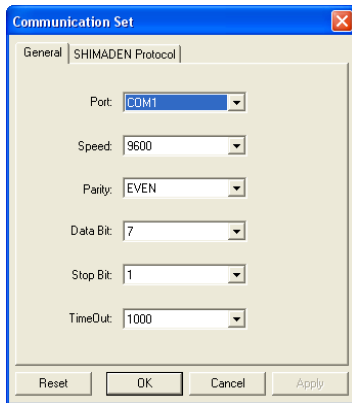 Communication Set
General SHIMADEN Protocol
Port: COM1
Speed: 9600
Parity: EVEN
Data Bit: 7
Stop Bit: 1
TimeOut: 1000
Reset OK Cancel Apply